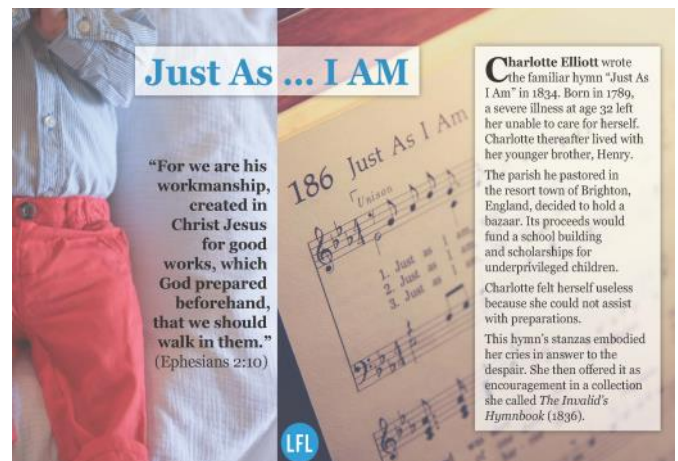 Just As ... I AM
“For we are his
workmanship,
created in
Christ Jesus
for good
works, which
God prepared
beforehand,
that we should
walk in them.”
(Ephesians 2:10)
186 Just As I Am
Unison
1. Just as I am,
2. Just as I am
3. Just as I am,
LFL
Charlotte Elliott wrote
the familiar hymn “Just As
I Am” in 1834. Born in 1789,
a severe illness at age 32 left
her unable to care for herself.
Charlotte thereafter lived with
her younger brother, Henry.
The parish he pastored in
the resort town of Brighton,
England, decided to hold a
bazaar. Its proceeds would
fund a school building
and scholarships for
underprivileged children.
Charlotte felt herself useless
because she could not assist
with preparations.
This hymn’s stanzas embodied
her cries in answer to the
despair. She then offered it as
encouragement in a collection
she called The Invalid’s
Hymnbook (1836).